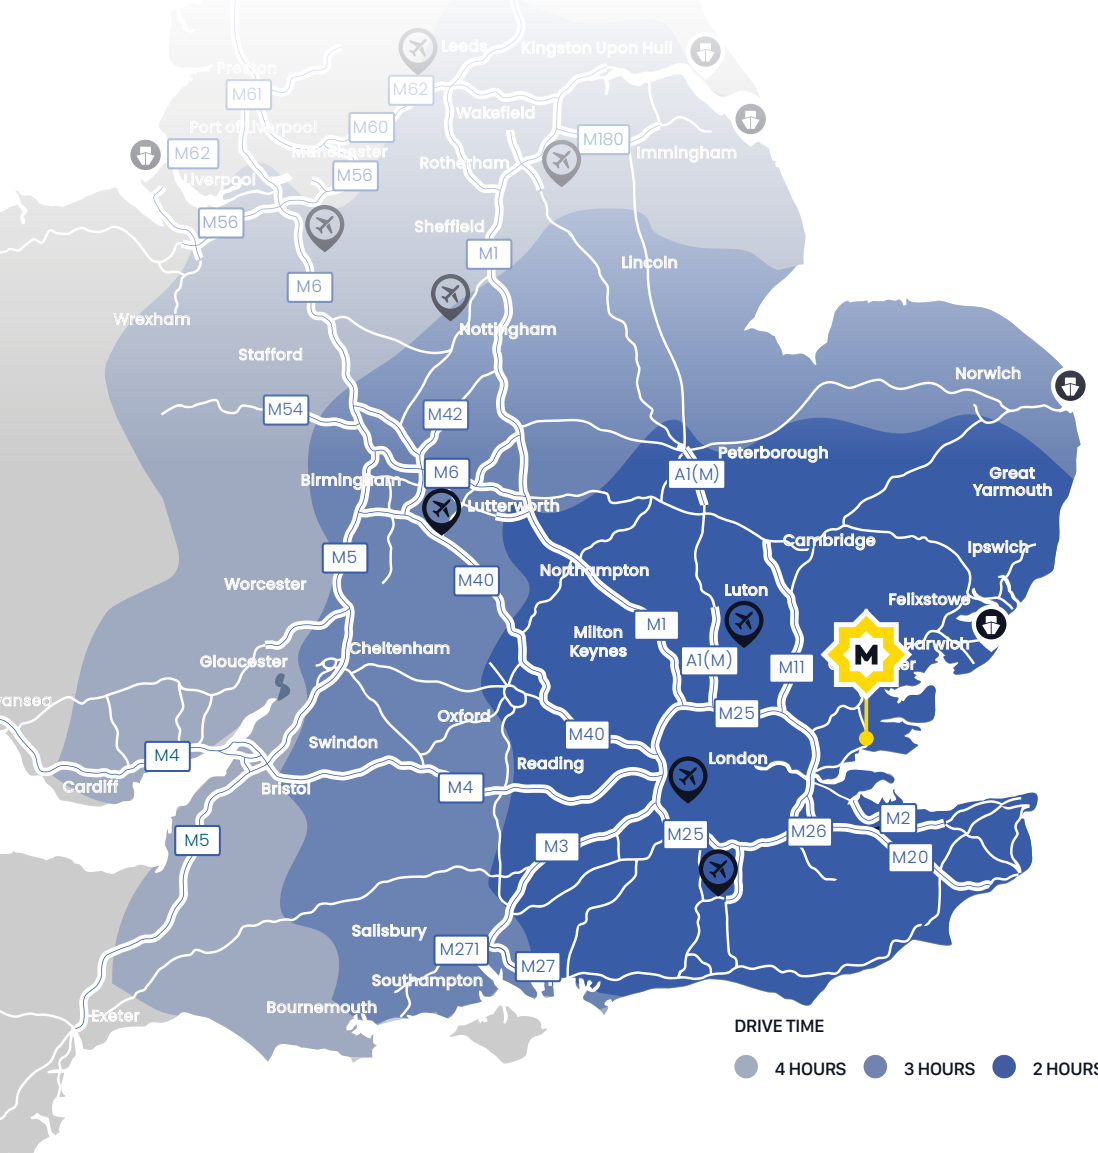 Leeds
Kingston Upon Hull
Preston
M61
M62
Wakefield
Port of Liverpool
M60
M180
Manchester
Immingham
M62
Rotherham
M56
Liverpool
M56
Sheffield
M1
Lincoln
M6
Wrexham
Nottingham
Stafford
Norwich
M54
M42
Peterborough
M6
A1(M)
Birmingham
Great
Yarmouth
Lutterworth
Cambridge
Ipswich
M5
Northampton
Worcester
M40
Luton
Felixstowe
M1
Milton
Keynes
M
Harwich
Cheltenham
Gloucester
A1(M)
M11
er
ansea
Oxford
M25
M40
Swindon
M4
Reading
London
Cardiff
Bristol
M4
M5
M3
M25
M26
M2
M20
Salisbury
M271
M27
Southampton
Bournemouth
Exeter
DRIVE TIME
4 HOURS
3 HOURS
2 HOURS